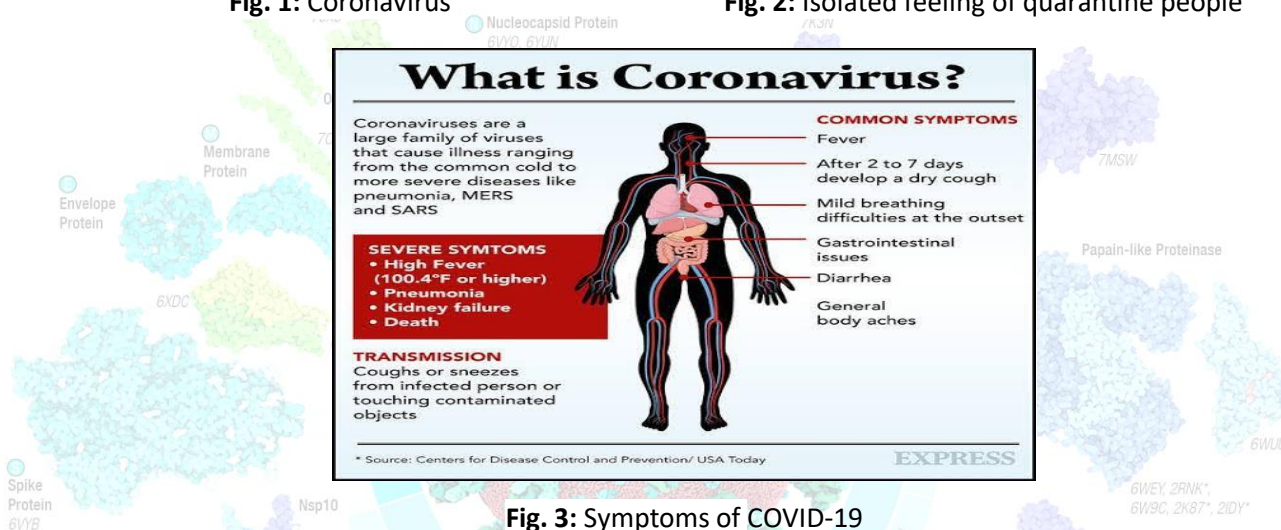 Fig. 1: Coronavirus
Fig. 2: Isolated feeling of quarantine people
Nucleocapsid Protein
6VYO, 6YUN
7K3N
Membrane
Protein
Envelope
Protein
6XDC
7MSW
Papain-like Proteinase
What is Coronavirus?
Coronaviruses are a
large family of viruses
that cause illness ranging
from the common cold to
more severe diseases like
pneumonia, MERS
and SARS
SEVERE SYMTOMS
• High Fever
(100.4°F or higher)
• Pneumonia
• Kidney failure
• Death
TRANSMISSION
Coughs or sneezes
from infected person or
touching contaminated
objects
COMMON SYMPTOMS
Fever
After 2 to 7 days
develop a dry cough
Mild breathing
difficulties at the outset
Gastrointestinal
issues
Diarrhea
General
body aches
* Source: Centers for Disease Control and Prevention/ USA Today
EXPRESS
Spike
Protein
6VYB
Nsp10
6WEY, 2RNK*,
6W9C, 2K87*, 2IDY*
Fig. 3: Symptoms of COVID-19